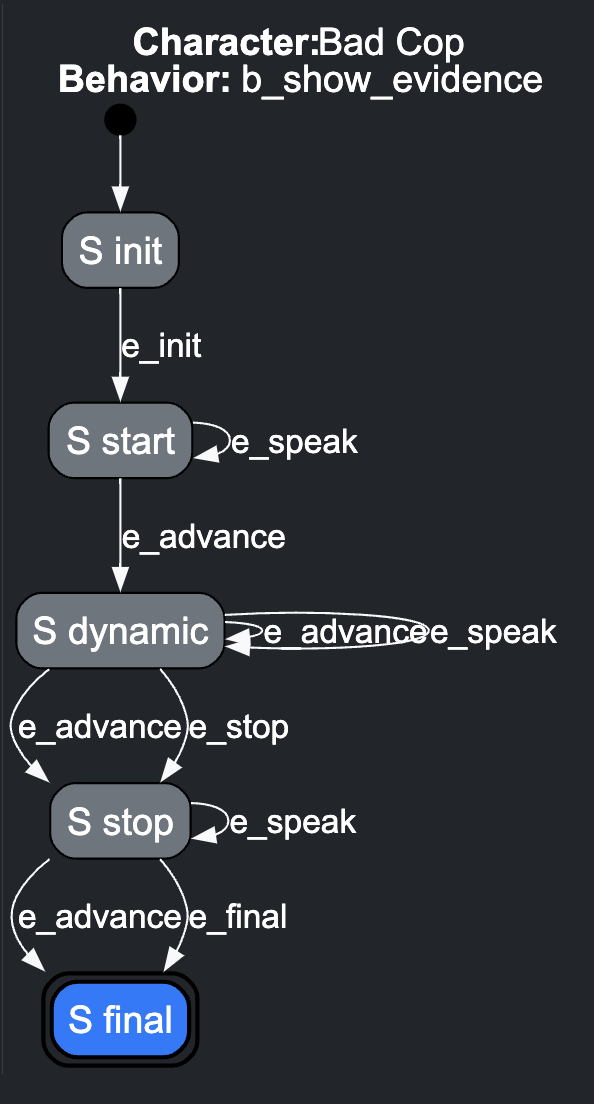 Character:Bad Cop
Behavior: b_show_evidence
S init
e_init
S start
e_speak
e_advance
S dynamic
e_advance
e_speak
e_advance
e_stop
S stop
e_speak
e_advance
e_final
S final